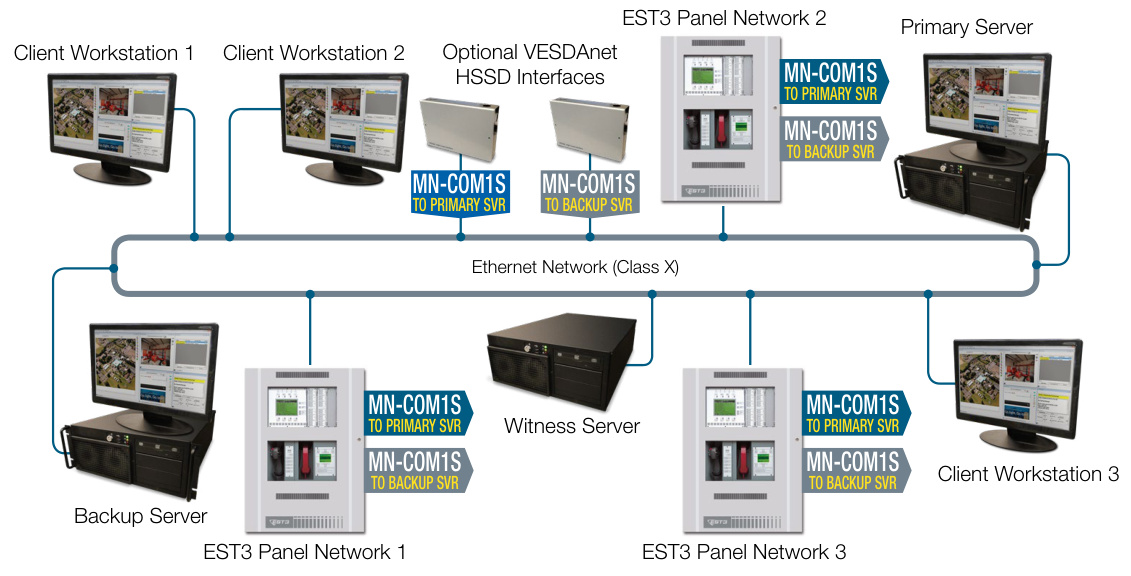 EST3 Panel Network 2
Primary Server
Client Workstation 1
Client Workstation 2
Optional VESDAnet
HSSD Interfaces
MN-COM1S
TO PRIMARY SVR
MN-COM1S
TO BACKUP SVR
MN-COM1S
TO PRIMARY SVR
MN-COM1S
TO BACKUP SVR
EST3
Ethernet Network (Class X)
MN-COM1S
TO PRIMARY SVR
MN-COM1S
TO BACKUP SVR
EST3
Witness Server
MN-COM1S
TO PRIMARY SVR
MN-COM1S
TO BACKUP SVR
EST3
Client Workstation 3
Backup Server
EST3 Panel Network 1
EST3 Panel Network 3